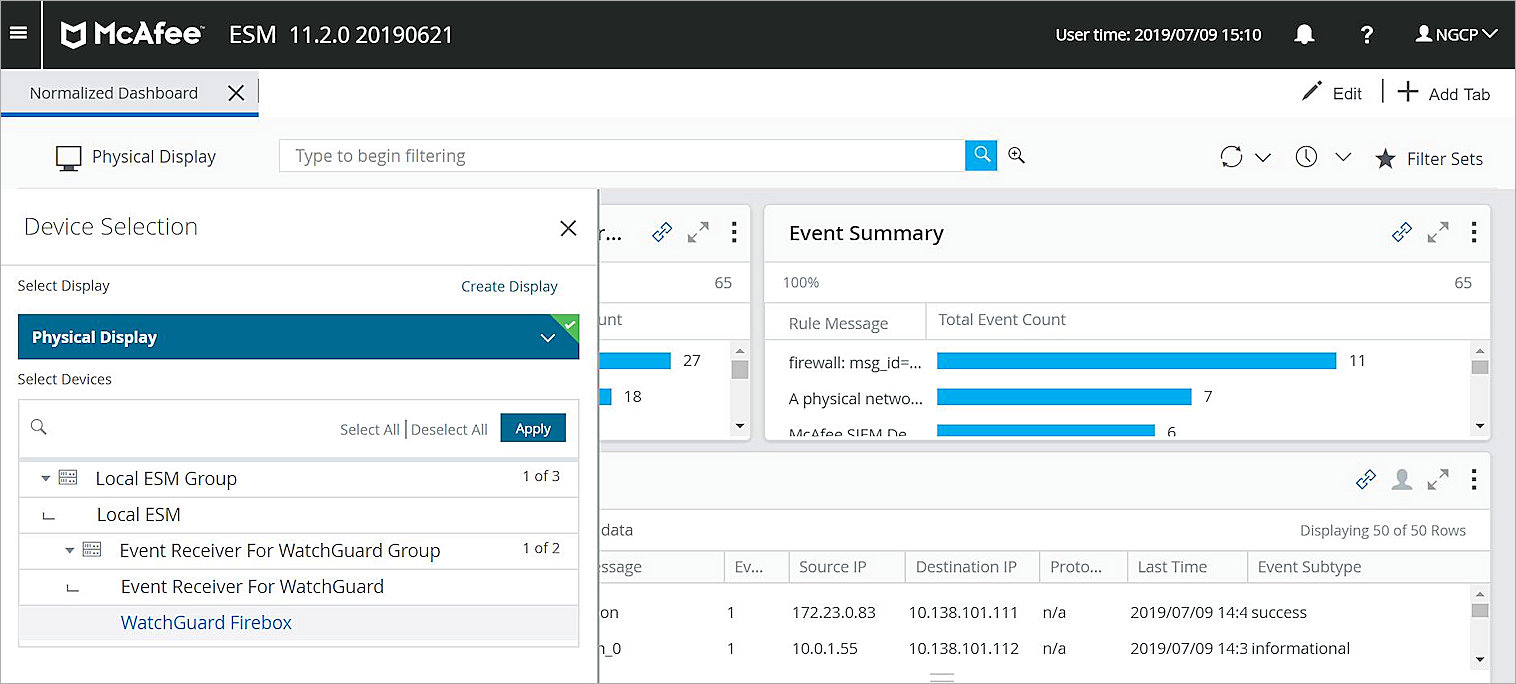 McAfee ESM 11.2.0 20190621 User time: 2019/07/09 15:10 ? NGCP
Normalized Dashboard Edit Add Tab
Physical Display Type to begin filtering Filter Sets
Device Selection
Select Display Create Display
Physical Display
Select Devices
Select All | Deselect All Apply
Local ESM Group 1 of 3
Local ESM
Event Receiver For WatchGuard Group 1 of 2
Event Receiver For WatchGuard
WatchGuard Firebox
r...
65
unt
27
18
Event Summary
100% 65
Rule Message Total Event Count
firewall: msg_id=... 11
A physical netwo... 7
McAfee SIEM De 6
data Displaying 50 of 50 Rows
ssage Ev... Source IP Destination IP Proto... Last Time Event Subtype
on 1 172.23.0.83 10.138.101.111 n/a 2019/07/09 14:4 success
n_0 1 10.0.1.55 10.138.101.112 n/a 2019/07/09 14:3 informational